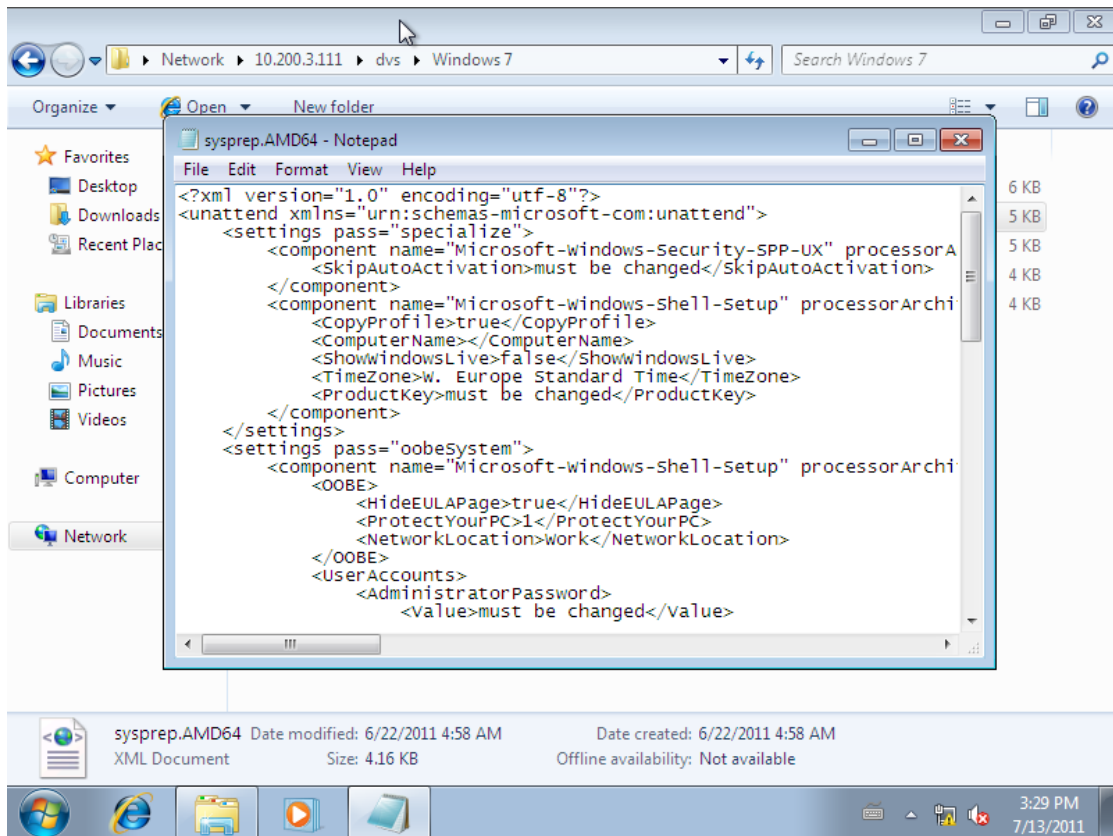 Network ▸ 10.200.3.111 ▸ dvs ▸ Windows 7
Search Windows 7
Organize Open New folder
sysprep.AMD64 - Notepad
File Edit Format View Help
<?xml version="1.0" encoding="utf-8"?>
<unattend xmlns="urn:schemas-microsoft-com:unattend">
<settings pass="specialize">
<component name="Microsoft-Windows-Security-SPP-UX" processorA
<SkipAutoActivation>must be changed</SkipAutoActivation>
</component>
<component name="Microsoft-Windows-Shell-Setup" processorArchi
<CopyProfile>true</CopyProfile>
<ComputerName></ComputerName>
<ShowWindowsLive>false</ShowWindowsLive>
<TimeZone>W. Europe Standard Time</TimeZone>
<ProductKey>must be changed</ProductKey>
</component>
</settings>
<settings pass="oobeSystem">
<component name="Microsoft-Windows-Shell-Setup" processorArchi
<OOBE>
<HideEULAPage>true</HideEULAPage>
<ProtectYourPC>1</ProtectYourPC>
<NetworkLocation>Work</NetworkLocation>
</OOBE>
<UserAccounts>
<AdministratorPassword>
<Value>must be changed</Value>
Favorites
Desktop
Downloads
Recent Plac
Libraries
Documents
Music
Pictures
Videos
Computer
Network
6 KB
5 KB
5 KB
4 KB
4 KB
sysprep.AMD64 Date modified: 6/22/2011 4:58 AM Date created: 6/22/2011 4:58 AM
XML Document Size: 4.16 KB Offline availability: Not available
3:29 PM
7/13/2011